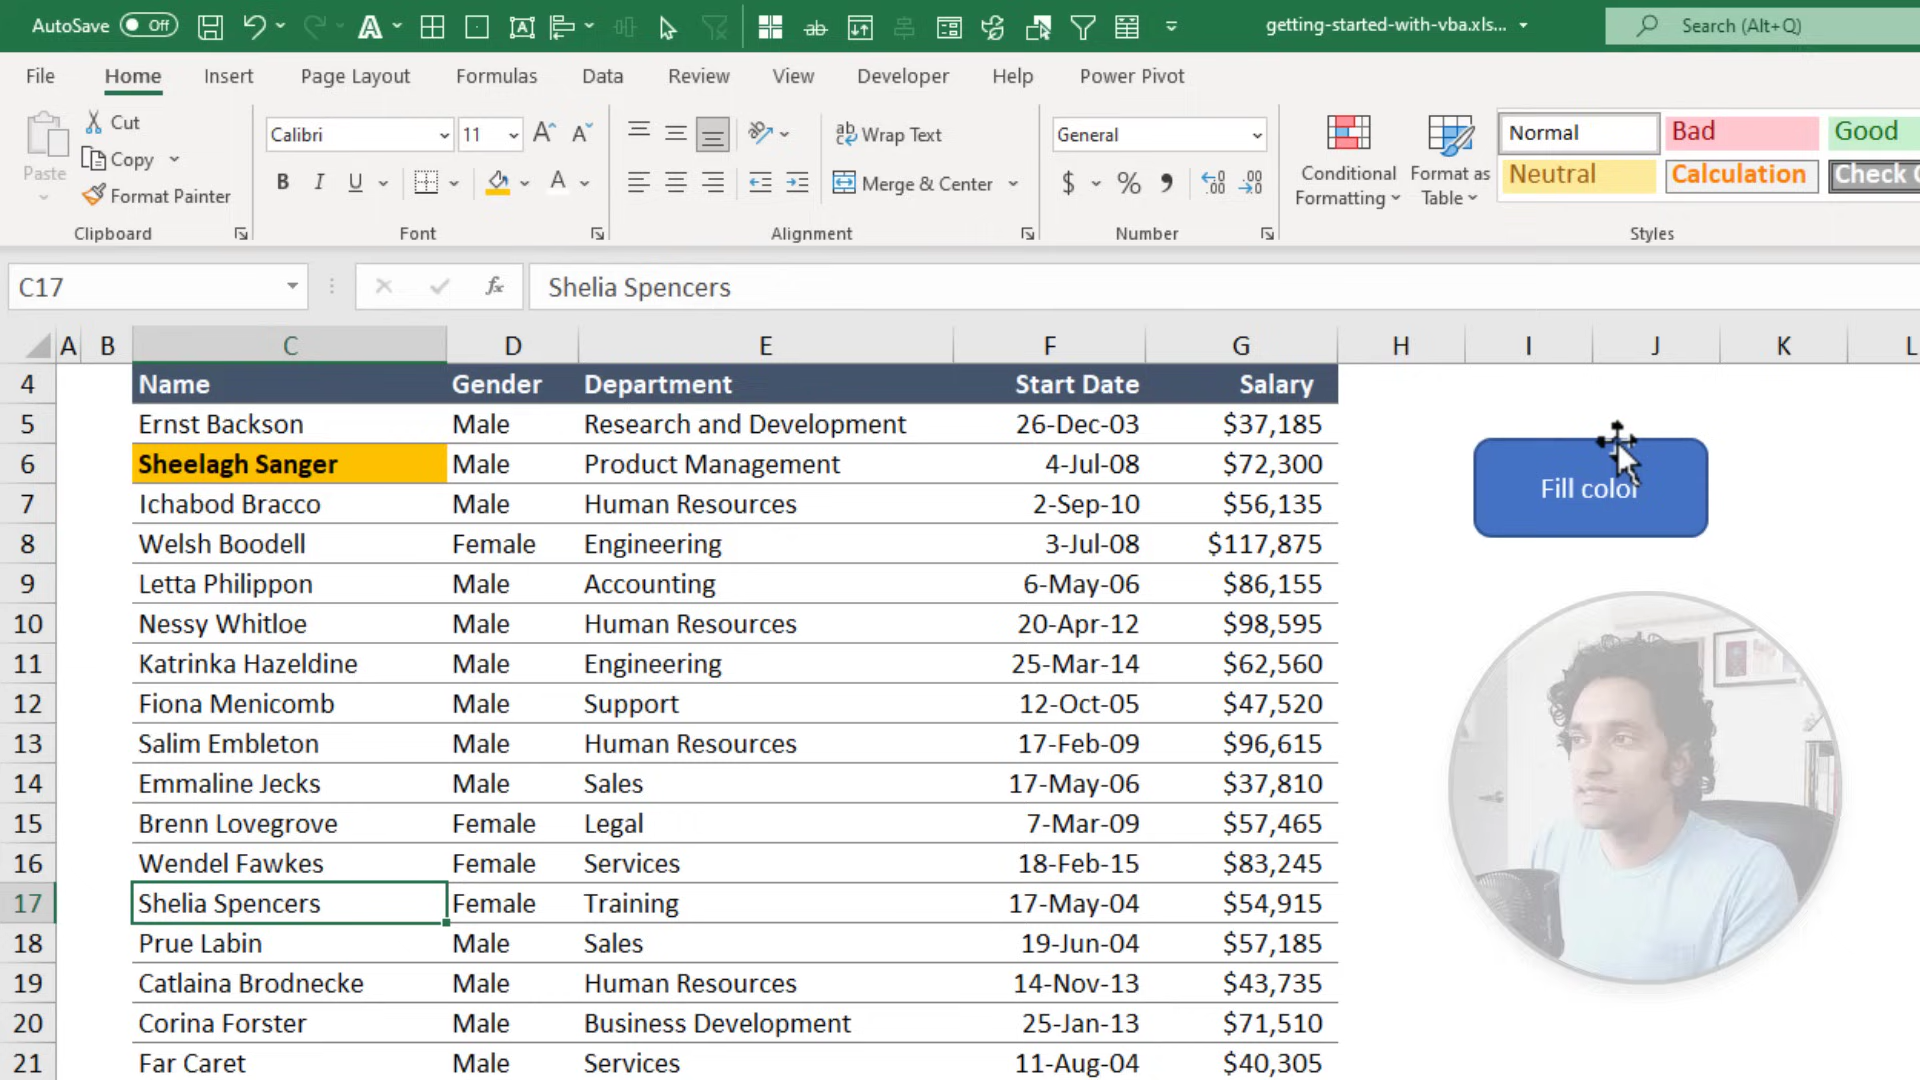 AutoSave Off getting-started-with-vba.xls... Search (Alt+Q)
File Home Insert Page Layout Formulas Data Review View Developer Help Power Pivot
Paste
Cut
Copy
Format Painter
Clipboard
Calibri 11
B I U
Font
Wrap Text
Merge & Center
Alignment
General
$ % ,
Number
Conditional Formatting
Format as Table
Normal Bad Good
Neutral Calculation Check
Styles
C17 fx Shelia Spencers
A B C D E F G H I J K L
4 Name Gender Department Start Date Salary
5 Ernst Backson Male Research and Development 26-Dec-03 $37,185
6 Sheelagh Sanger Male Product Management 4-Jul-08 $72,300
7 Ichabod Bracco Male Human Resources 2-Sep-10 $56,135
8 Welsh Boodell Female Engineering 3-Jul-08 $117,875
9 Letta Philippon Male Accounting 6-May-06 $86,155
10 Nessy Whitloe Male Human Resources 20-Apr-12 $98,595
11 Katrinka Hazeldine Male Engineering 25-Mar-14 $62,560
12 Fiona Menicomb Male Support 12-Oct-05 $47,520
13 Salim Embleton Male Human Resources 17-Feb-09 $96,615
14 Emmaline Jecks Male Sales 17-May-06 $37,810
15 Brenn Lovegrove Female Legal 7-Mar-09 $57,465
16 Wendel Fawkes Female Services 18-Feb-15 $83,245
17 Shelia Spencers Female Training 17-May-04 $54,915
18 Prue Labin Male Sales 19-Jun-04 $57,185
19 Catlaina Brodnecke Male Human Resources 14-Nov-13 $43,735
20 Corina Forster Male Business Development 25-Jan-13 $71,510
21 Far Caret Male Services 11-Aug-04 $40,305
Fill color